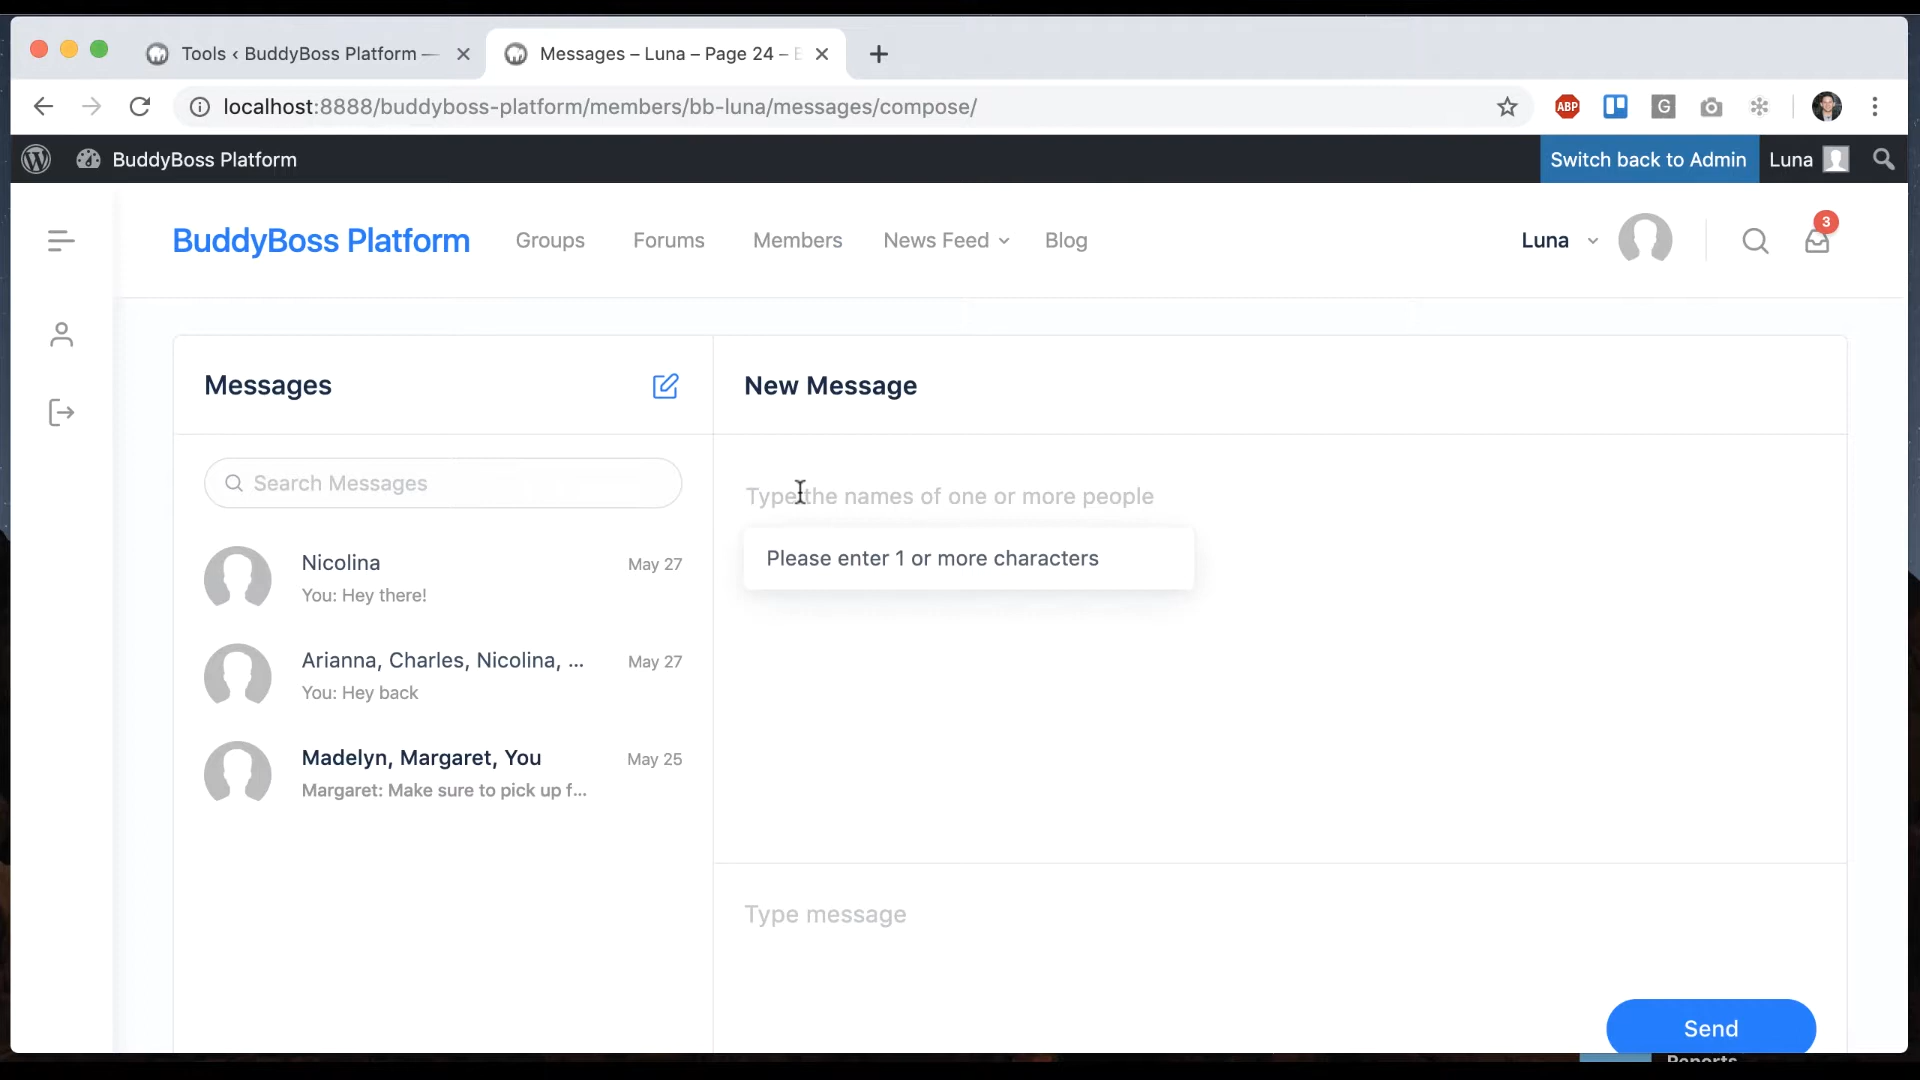 Tools ‹ BuddyBoss Platform —
Messages – Luna – Page 24 –
localhost:8888/buddyboss-platform/members/bb-luna/messages/compose/
ABP
G
BuddyBoss Platform
Switch back to Admin
Luna
BuddyBoss Platform
Groups
Forums
Members
News Feed
Blog
Luna
3
Messages
New Message
Search Messages
Type the names of one or more people
Please enter 1 or more characters
Nicolina
May 27
You: Hey there!
Arianna, Charles, Nicolina, ...
May 27
You: Hey back
Madelyn, Margaret, You
May 25
Margaret: Make sure to pick up f...
Type message
Send
Reports